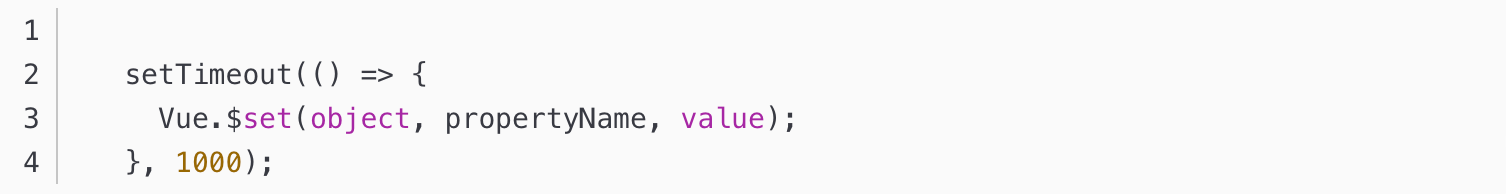 1
2 setTimeout(() => {
3 Vue.$set(object, propertyName, value);
4 }, 1000);